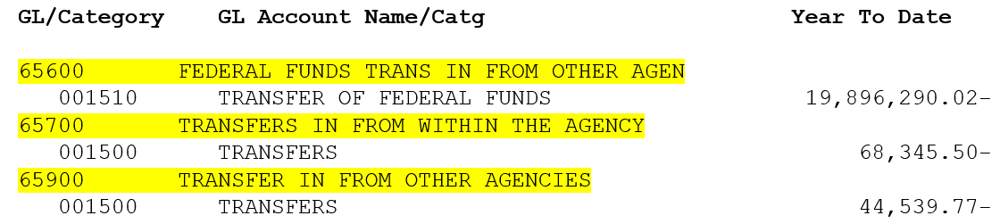 GL/Category GL Account Name/Catg Year To Date
65600 FEDERAL FUNDS TRANS IN FROM OTHER AGEN
001510 TRANSFER OF FEDERAL FUNDS 19,896,290.02-
65700 TRANSFERS IN FROM WITHIN THE AGENCY
001500 TRANSFERS 68,345.50-
65900 TRANSFER IN FROM OTHER AGENCIES
001500 TRANSFERS 44,539.77-